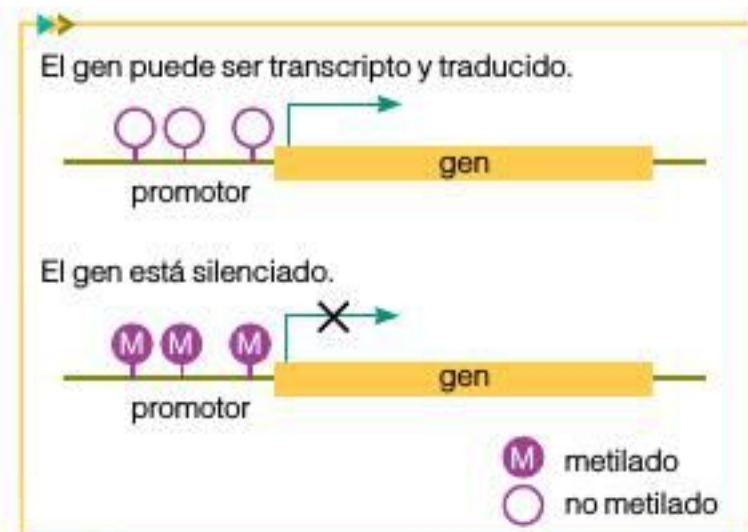 El gen puede ser transcripto y traducido.
gen
promotor
El gen está silenciado.
M M M
gen
promotor
M metilado
no metilado